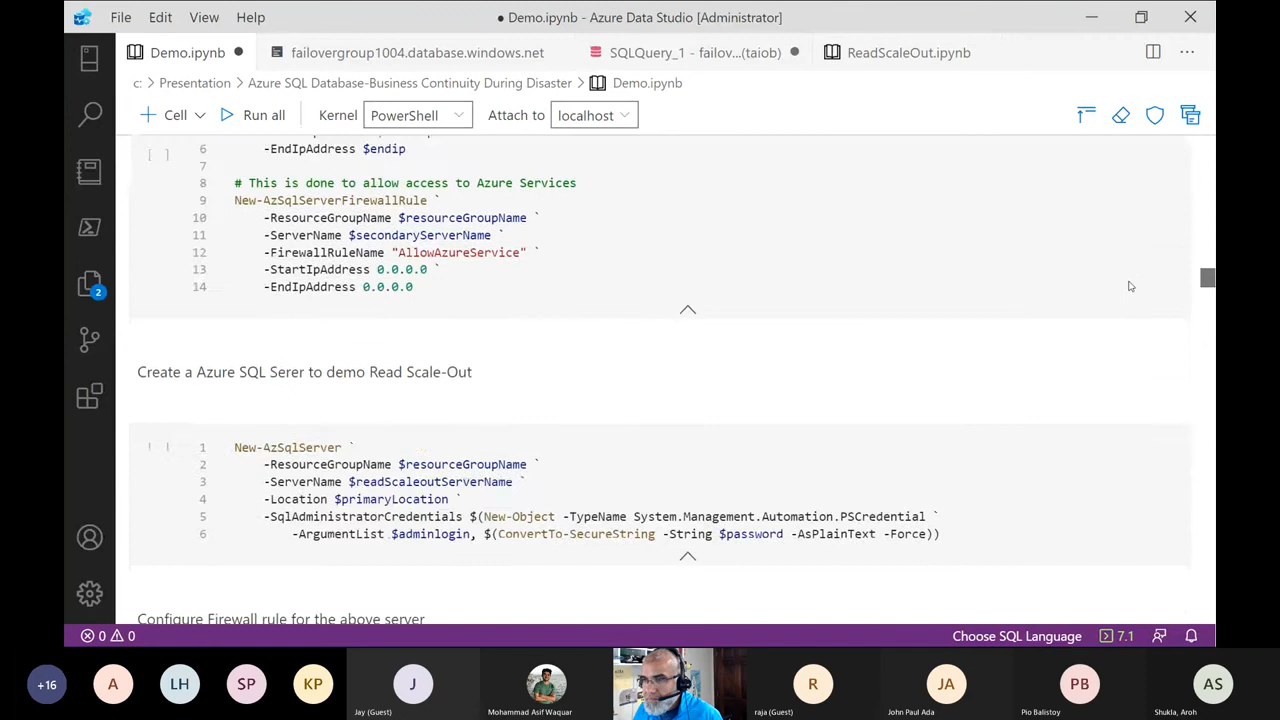 File Edit View Help
● Demo.ipynb - Azure Data Studio [Administrator]
Demo.ipynb ●
failovergroup1004.database.windows.net
SQLQuery_1 - failov...(taiob) ●
ReadScaleOut.ipynb
c: > Presentation > Azure SQL Database-Business Continuity During Disaster > Demo.ipynb
+ Cell Run all Kernel PowerShell Attach to localhost
[ ]
6 -EndIpAddress $endip
7
8 # This is done to allow access to Azure Services
9 New-AzSqlServerFirewallRule `
10 -ResourceGroupName $resourceGroupName `
11 -ServerName $secondaryServerName `
12 -FirewallRuleName "AllowAzureService" `
13 -StartIpAddress 0.0.0.0 `
14 -EndIpAddress 0.0.0.0
Create a Azure SQL Serer to demo Read Scale-Out
1 New-AzSqlServer `
2 -ResourceGroupName $resourceGroupName `
3 -ServerName $readScaleoutServerName `
4 -Location $primaryLocation `
5 -SqlAdministratorCredentials $(New-Object -TypeName System.Management.Automation.PSCredential `
6 -ArgumentList $adminlogin, $(ConvertTo-SecureString -String $password -AsPlainText -Force))
Configure Firewall rule for the above server
2
0 0
Choose SQL Language 7.1
+16 A LH SP KP J R JA PB AS
Jay (Guest) Mohammad Asif Waquar raja (Guest) John Paul Ada Pio Balistoy Shukla, Aroh